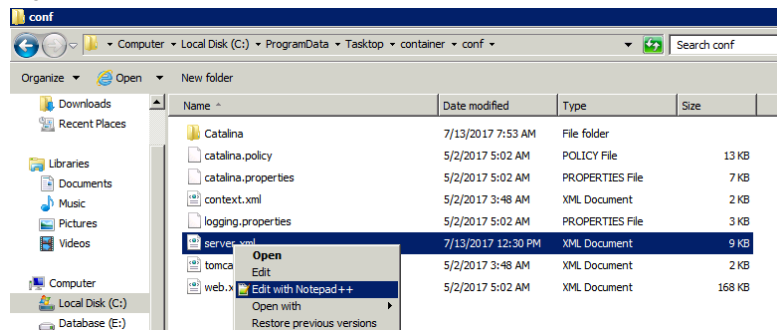 conf
Computer Local Disk (C:) ProgramData Tasktop container conf Search conf
Organize Open New folder
Downloads Name Date modified Type Size
Recent Places
Catalina 7/13/2017 7:53 AM File folder
catalina.policy 5/2/2017 5:02 AM POLICY File 13 KB
Libraries
Documents catalina.properties 5/2/2017 5:02 AM PROPERTIES File 7 KB
Music context.xml 5/2/2017 3:48 AM XML Document 2 KB
Pictures logging.properties 5/2/2017 5:02 AM PROPERTIES File 3 KB
Videos server.xml 7/13/2017 12:30 PM XML Document 9 KB
Open
tomca 5/2/2017 3:48 AM XML Document 2 KB
Edit
Computer web.x Edit with Notepad++ 5/2/2017 5:02 AM XML Document 168 KB
Local Disk (C:) Open with
Database (E:) Restore previous versions